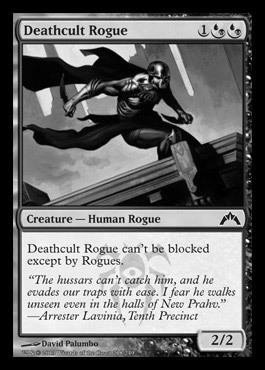 Deathcult Rogue 1
Creature — Human Rogue
Deathcult Rogue can't be blocked
except by Rogues.
"The hussars can't catch him, and he
evades our traps with ease. I fear he walks
unseen even in the halls of New Prahv."
—Arrester Lavinia, Tenth Precinct
David Palumbo
2/2